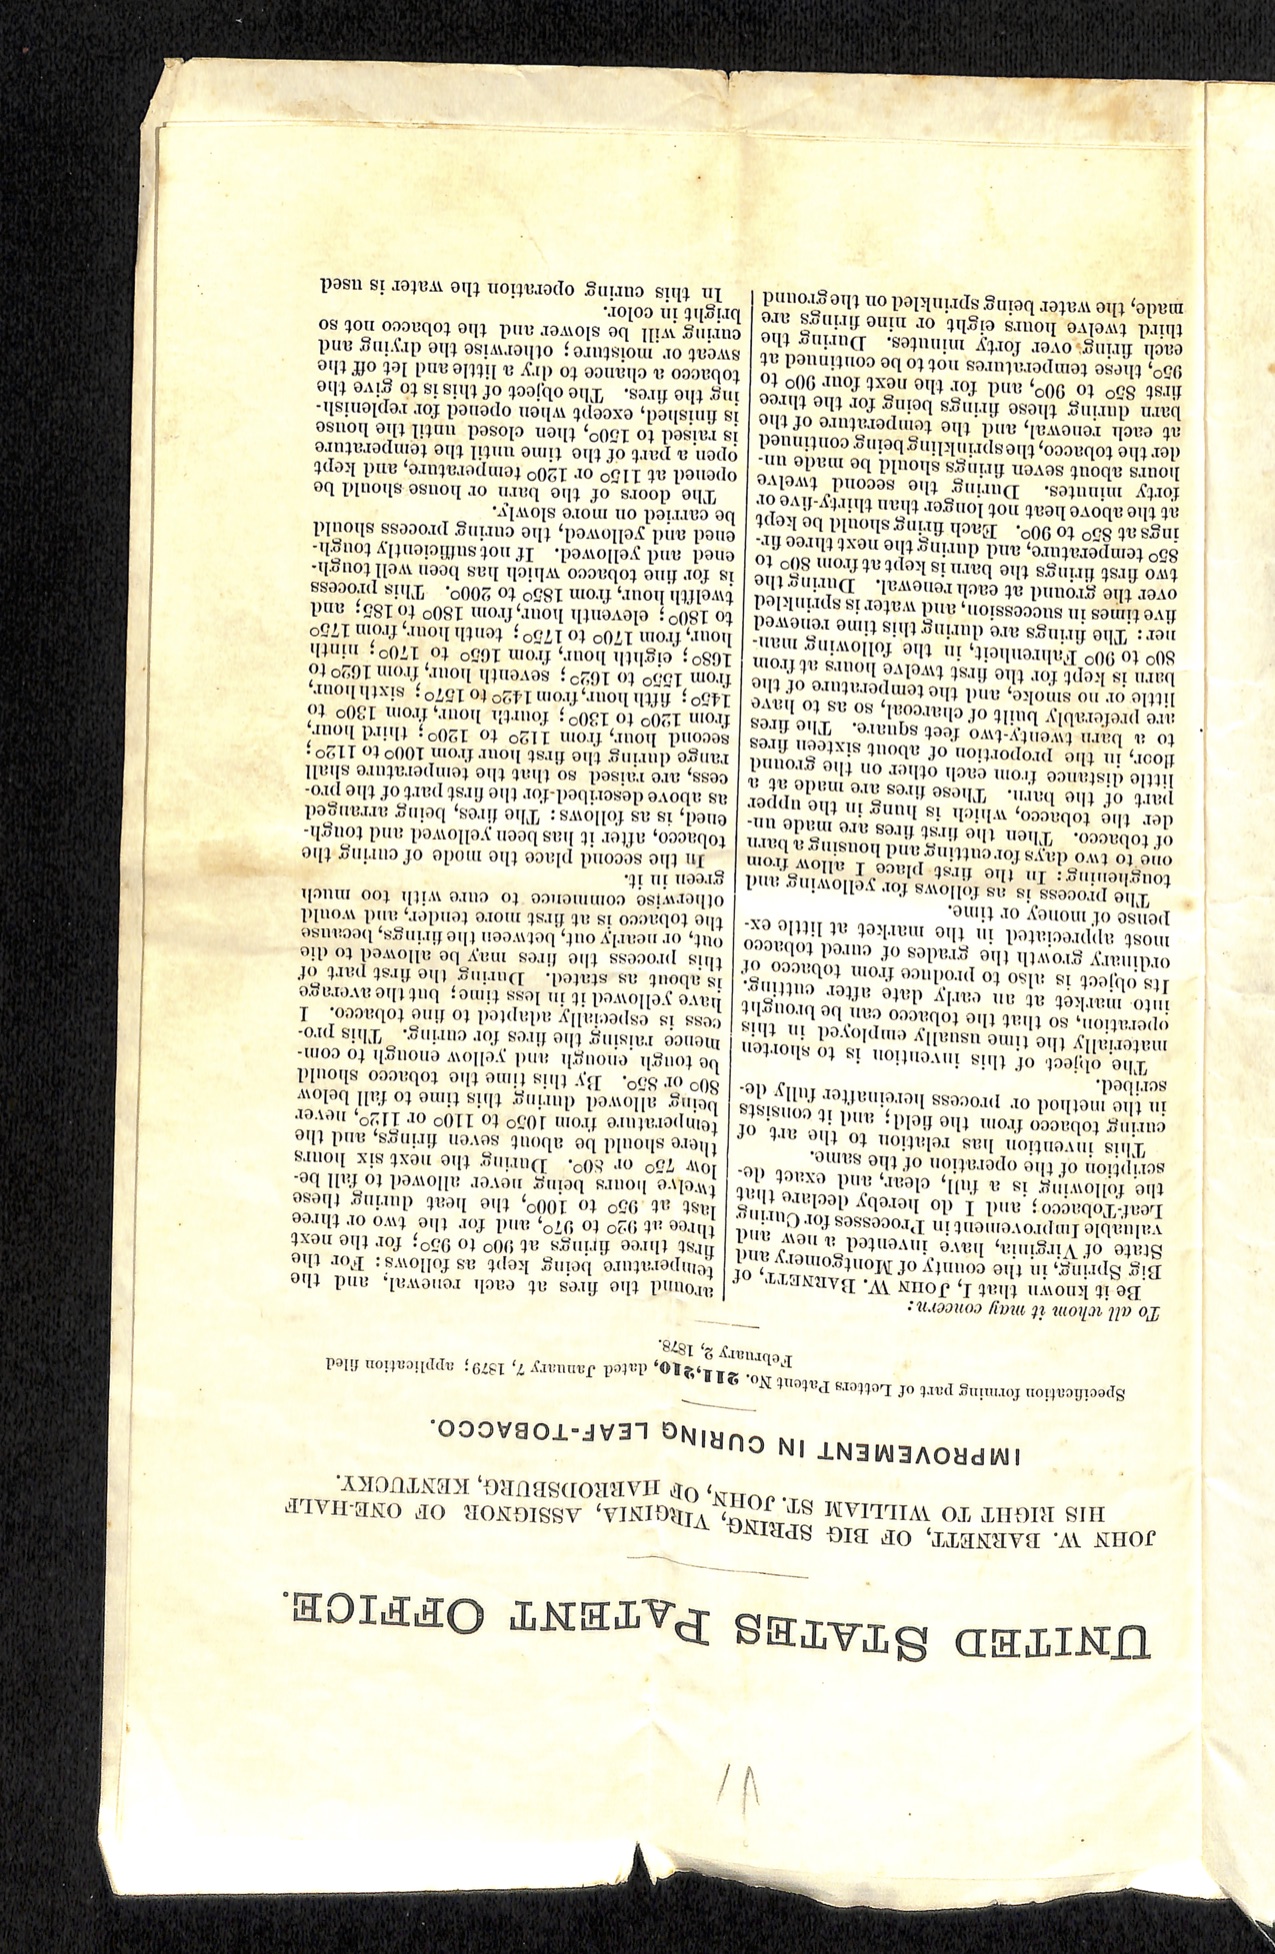 UNITED STATES PATENT OFFICE.
JOHN W. BARNETT, OF BIG SPRING, VIRGINIA, ASSIGNOR OF ONE-HALF
HIS RIGHT TO WILLIAM ST. JOHN, OF HARRODSBURG, KENTUCKY.
IMPROVEMENT IN CURING LEAF-TOBACCO.
Specification forming part of Letters Patent No. 211,210, dated January 7, 1879; application filed
February 2, 1878.
To all whom it may concern:
Be it known that I, JOHN W. BARNETT, of
Big Spring, in the county of Montgomery and
State of Virginia, have invented a new and
valuable Improvement in Processes for Curing
Leaf-Tobacco; and I do hereby declare that
the following is a full, clear, and exact de-
scription of the operation of the same.
This invention has relation to the art of
curing tobacco from the field; and it consists
in the method or process hereinafter fully de-
scribed.
The object of this invention is to shorten
materially the time usually employed in this
operation, so that the tobacco can be brought
into market at an early date after cutting.
Its object is also to produce from tobacco of
ordinary growth the grades of cured tobacco
most appreciated in the market at little ex-
pense of money or time.
The process is as follows for yellowing and
toughening: In the first place I allow from
one to two days for cutting and housing a barn
of tobacco. Then the first fires are made un-
der the tobacco, which is hung in the upper
part of the barn. These fires are made at a
little distance from each other on the ground
floor, in the proportion of about sixteen fires
to a barn twenty-two feet square. The fires
are preferably built of charcoal, so as to have
little or no smoke, and the temperature of the
barn is kept for the first twelve hours at from
80° to 90° Fahrenheit, in the following man-
ner: The firings are during this time renewed
five times in succession, and water is sprinkled
over the ground at each renewal. During the
two first firings the barn is kept at from 80° to
85° temperature, and during the next three fir-
ings at 85° to 90°. Each firing should be kept
at the above heat not longer than thirty-five or
forty minutes. During the second twelve
hours about seven firings should be made un-
der the tobacco, the sprinkling being continued
at each renewal, and the temperature of the
barn during these firings being for the three
first 85° to 90°, and for the next four 90° to
95°, these temperatures not to be continued at
each firing over forty minutes. During the
third twelve hours eight or nine firings are
made, the water being sprinkled on the ground
around the fires at each renewal, and the
temperature being kept as follows: For the
first three firings at 90° to 95°; for the next
three at 92° to 97°, and for the two or three
last at 95° to 100°, the heat during these
twelve hours being never allowed to fall be-
low 75° or 80°. During the next six hours
there should be about seven firings, and the
temperature from 105° to 110° or 112°, never
being allowed during this time to fall below
80° or 85°. By this time the tobacco should
be tough enough and yellow enough to com-
mence raising the fires for curing. This pro-
cess is especially adapted to fine tobacco. I
have yellowed it in less time; but the average
is about as stated. During the first part of
this process the fires may be allowed to die
out, or nearly out, between the firings, because
the tobacco is at first more tender, and would
otherwise commence to cure with too much
green in it.
In the second place the mode of curing the
tobacco, after it has been yellowed and tough-
ened, is as follows: The fires, being arranged
as above described for the first part of the pro-
cess, are raised so that the temperature shall
range during the first hour from 100° to 112°;
second hour, from 112° to 120°; third hour,
from 120° to 130°; fourth hour, from 130° to
145°; fifth hour, from 142° to 157°; sixth hour,
from 155° to 162°; seventh hour, from 162° to
168°; eighth hour, from 165° to 170°; ninth
hour, from 170° to 175°; tenth hour, from 175°
to 180°; eleventh hour, from 180° to 185; and
twelfth hour, from 185° to 200°. This process
is for fine tobacco which has been well tough-
ened and yellowed. If not sufficiently tough-
ened and yellowed, the curing process should
be carried on more slowly.
The doors of the barn or house should be
opened at 115° or 120° temperature, and kept
open a part of the time until the temperature
is raised to 150°, then closed until the house
is finished, except when opened for replenish-
ing the fires. The object of this is to give the
tobacco a chance to dry a little and let off the
sweat or moisture; otherwise the drying and
curing will be slower and the tobacco not so
bright in color.
In this curing operation the water is used